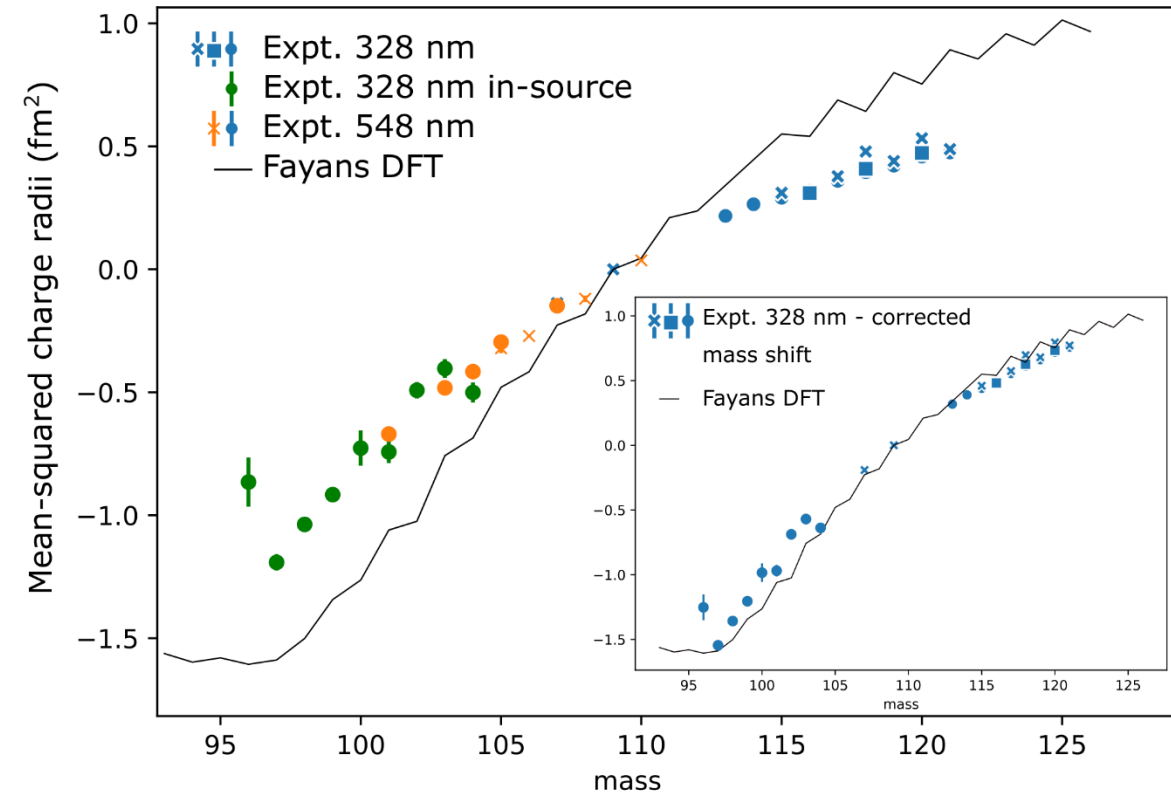 Mean-squared charge radii (fm²)
1.0
0.5
0.0
−0.5
−1.0
−1.5
Expt. 328 nm
Expt. 328 nm in-source
Expt. 548 nm
Fayans DFT
Expt. 328 nm - corrected
mass shift
Fayans DFT
1.0
0.5
0.0
−0.5
−1.0
−1.5
95 100 105 110 115 120 125
mass
95 100 105 110 115 120 125
mass